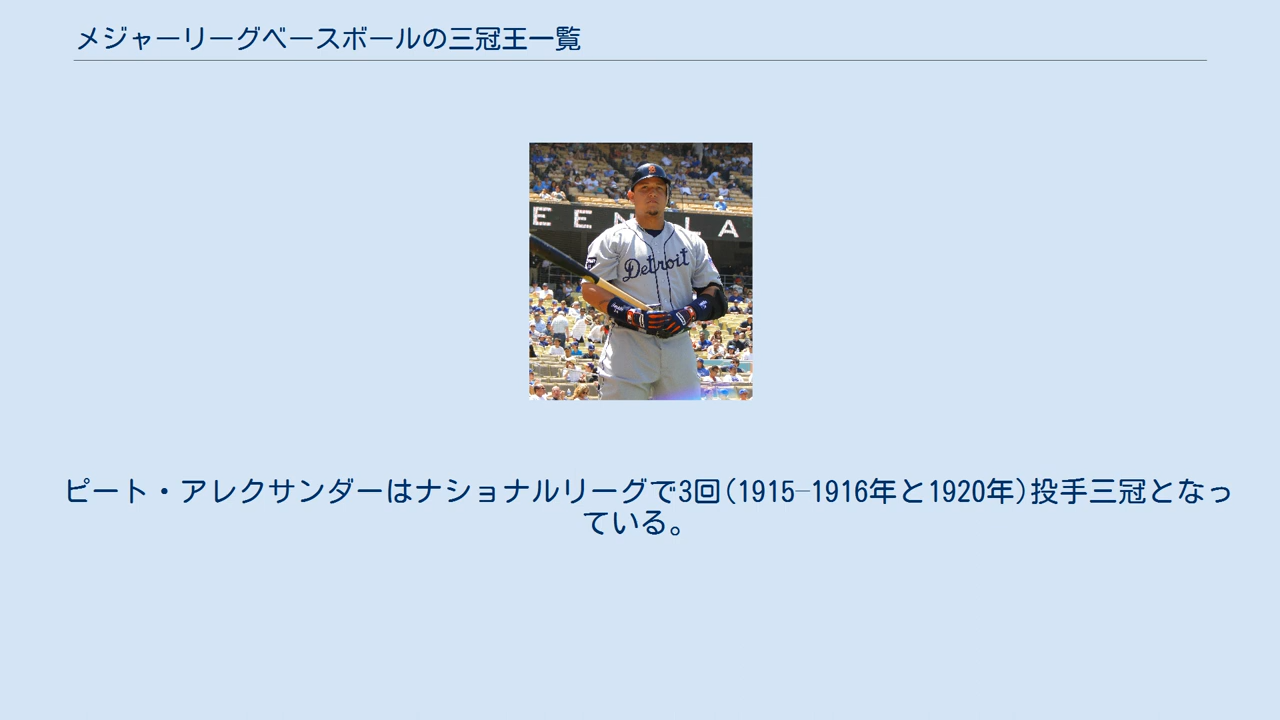 メジャーリーグベースボールの三冠王一覧
E E N L A
Detroit
ピート・アレクサンダーはナショナルリーグで3回(1915–1916年と1920年)投手三冠となっ
ている。